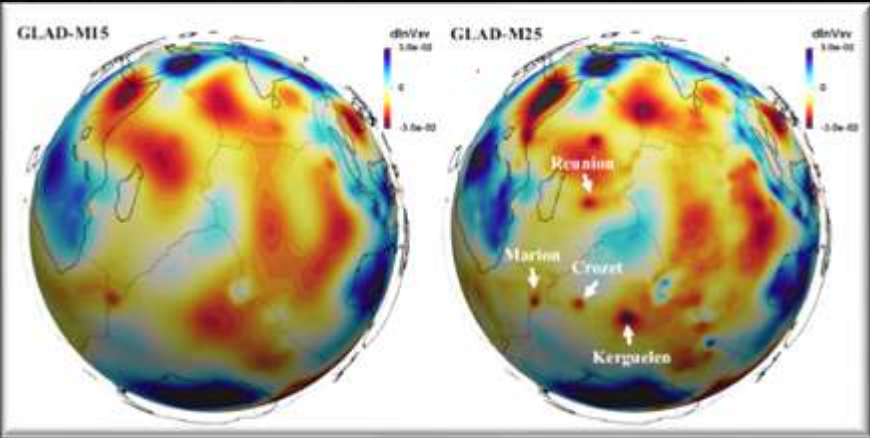 GLAD-M15
dlnVsv
3.0e-02
0
-3.0e-02
GLAD-M25
dlnVsv
3.0e-02
0
-3.0e-02
Reunion
Marion
Crozet
Kerguelen